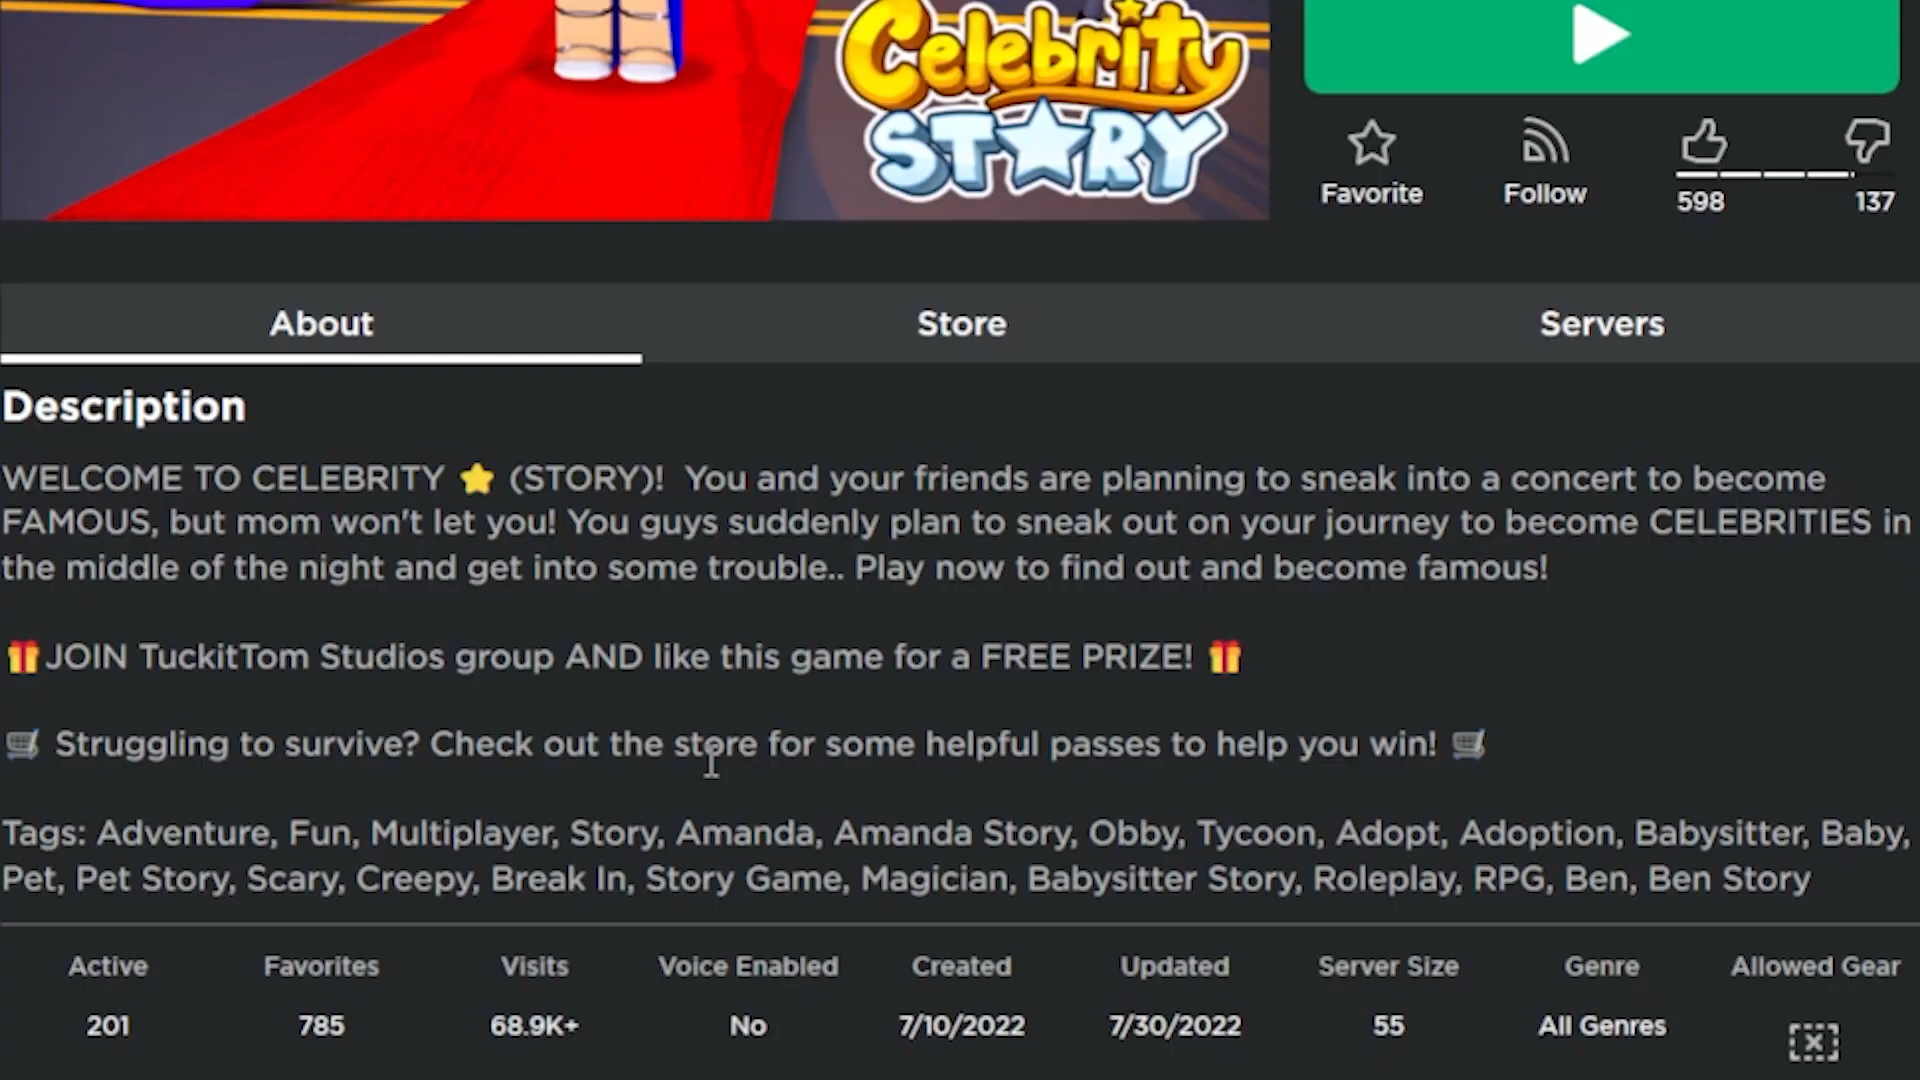 Celebrity
STORY
Favorite
Follow
598
137
About
Store
Servers
Description
WELCOME TO CELEBRITY ⭐ (STORY)! You and your friends are planning to sneak into a concert to become
FAMOUS, but mom won't let you! You guys suddenly plan to sneak out on your journey to become CELEBRITIES in
the middle of the night and get into some trouble.. Play now to find out and become famous!
🎁JOIN TuckitTom Studios group AND like this game for a FREE PRIZE! 🎁
🛒 Struggling to survive? Check out the store for some helpful passes to help you win! 🛒
Tags: Adventure, Fun, Multiplayer, Story, Amanda, Amanda Story, Obby, Tycoon, Adopt, Adoption, Babysitter, Baby,
Pet, Pet Story, Scary, Creepy, Break In, Story Game, Magician, Babysitter Story, Roleplay, RPG, Ben, Ben Story
Active Favorites Visits Voice Enabled Created Updated Server Size Genre Allowed Gear
201 785 68.9K+ No 7/10/2022 7/30/2022 55 All Genres